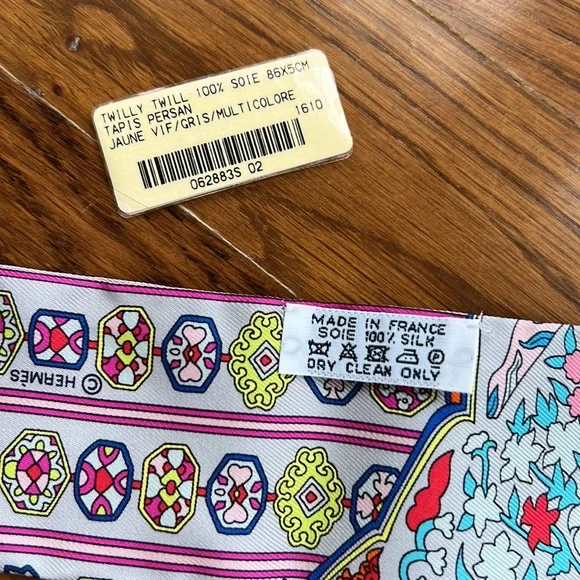 TWILLY TWILL 100% SOIE 86X5CM
TAPIS PERSAN
JAUNE VIF/GRIS/MULTICOLORE 1610
062883S 02
MADE IN FRANCE
SOIE 100% SILK
DRY CLEAN ONLY
© HERMÈS